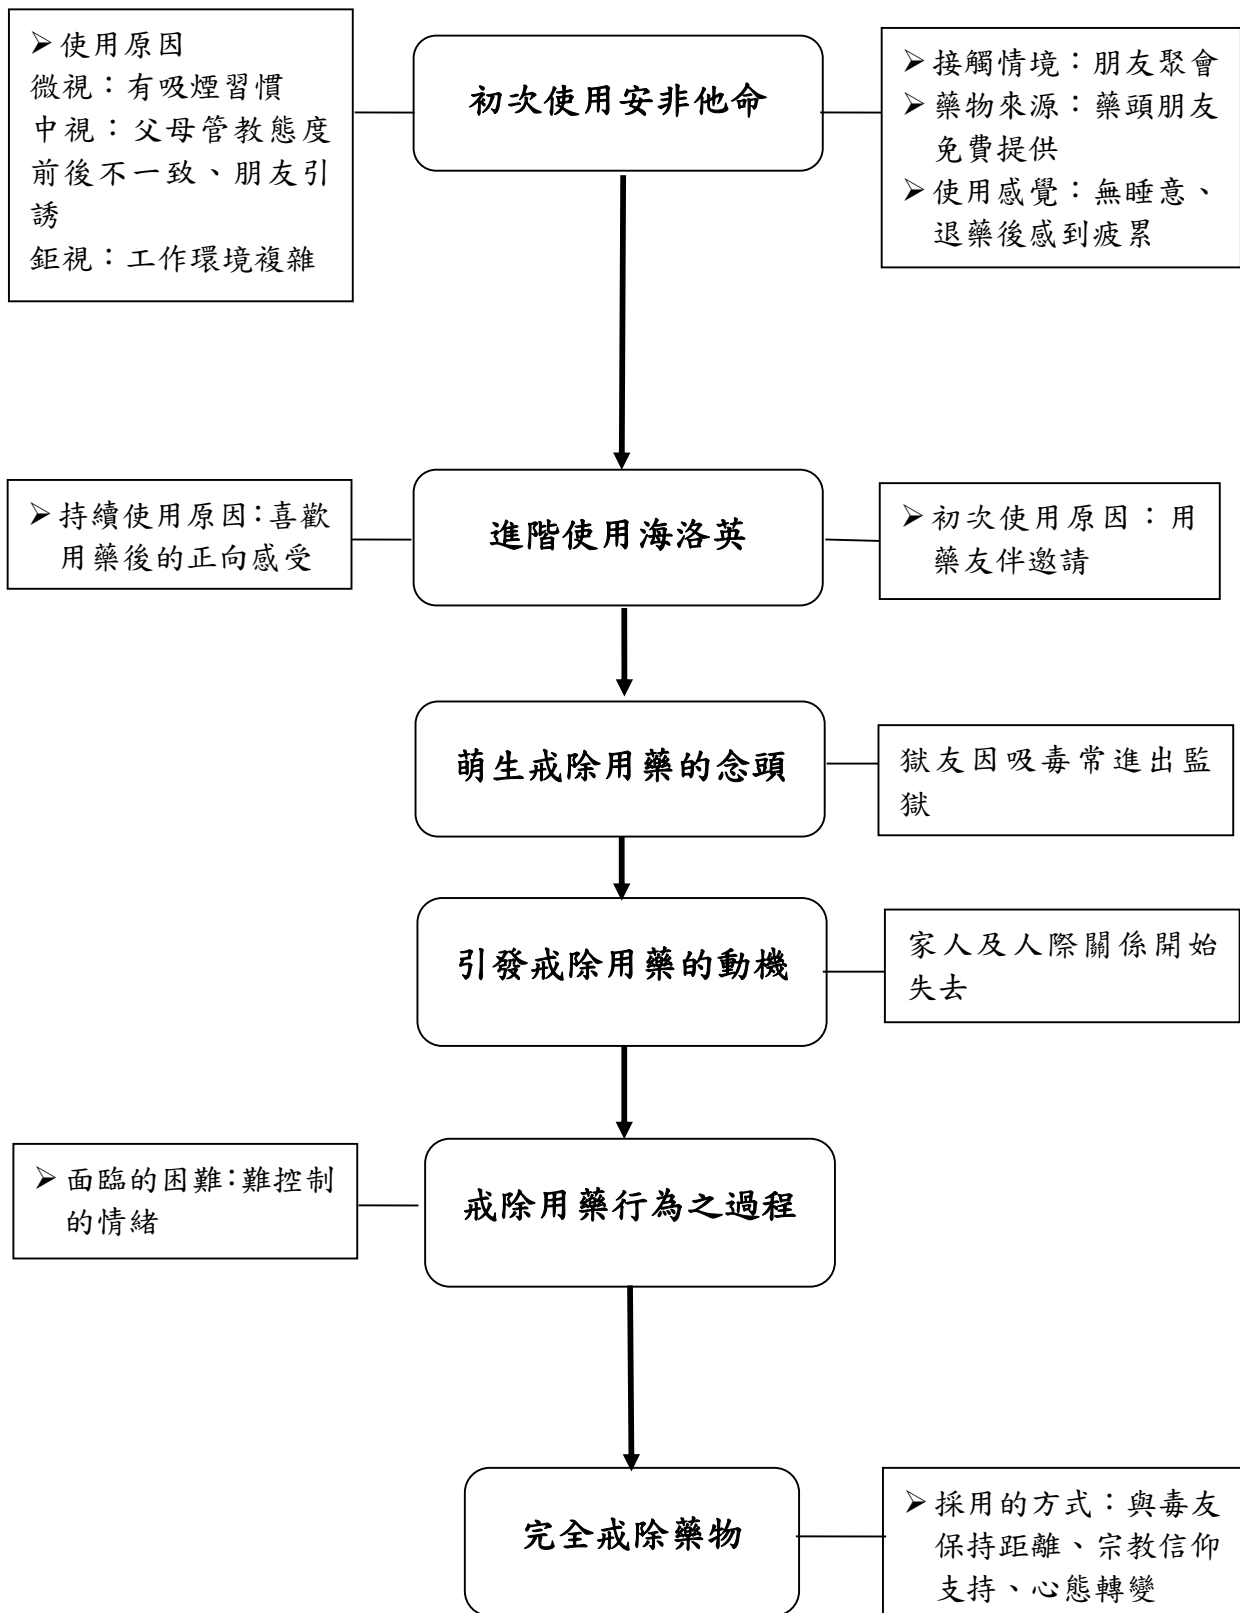 ➢使用原因
微視：有吸煙習慣
中視：父母管教態度
前後不一致、朋友引
誘
鉅視：工作環境複雜
初次使用安非他命
➢接觸情境：朋友聚會
➢藥物來源：藥頭朋友
免費提供
➢使用感覺：無睡意、
退藥後感到疲累
➢持續使用原因：喜歡
用藥後的正向感受
進階使用海洛英
➢初次使用原因：用
藥友伴邀請
萌生戒除用藥的念頭
獄友因吸毒常進出監
獄
引發戒除用藥的動機
家人及人際關係開始
失去
➢面臨的困難：難控制
的情緒
戒除用藥行為之過程
完全戒除藥物
➢採用的方式：與毒友
保持距離、宗教信仰
支持、心態轉變